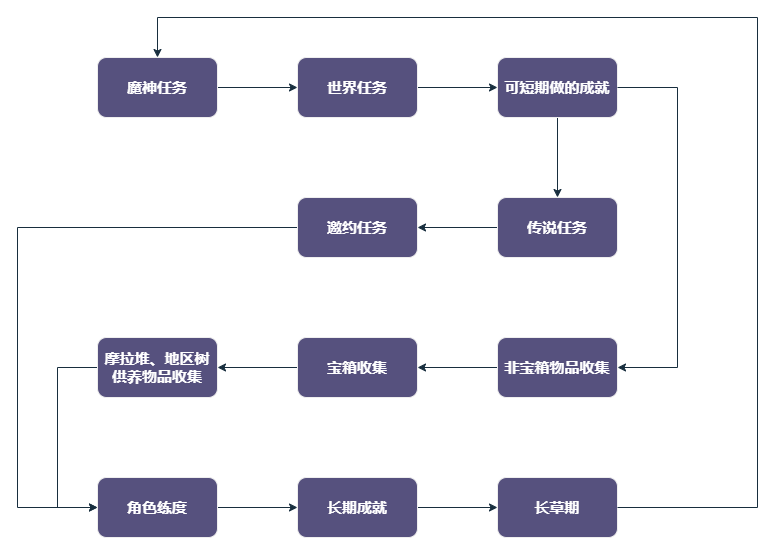 魔神任务
世界任务
可短期做的成就
邀约任务
传说任务
摩拉堆、地区树
供养物品收集
宝箱收集
非宝箱物品收集
角色练度
长期成就
长草期